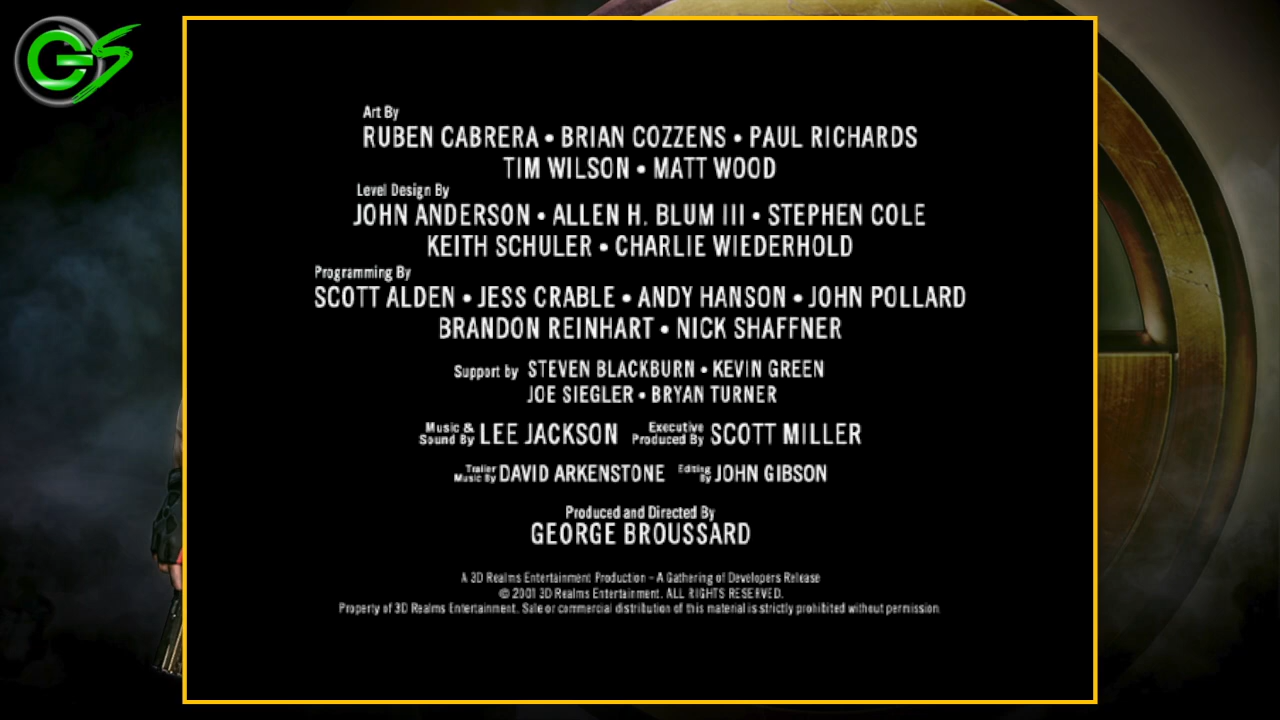 GS
Art By
RUBEN CABRERA • BRIAN COZZENS • PAUL RICHARDS
TIM WILSON • MATT WOOD
Level Design By
JOHN ANDERSON • ALLEN H. BLUM III • STEPHEN COLE
KEITH SCHULER • CHARLIE WIEDERHOLD
Programming By
SCOTT ALDEN • JESS CRABLE • ANDY HANSON • JOHN POLLARD
BRANDON REINHART • NICK SHAFFNER
Support by STEVEN BLACKBURN • KEVIN GREEN
JOE SIEGLER • BRYAN TURNER
Music & Sound By LEE JACKSON Executive Produced By SCOTT MILLER
Trailer Music By DAVID ARKENSTONE Editing By JOHN GIBSON
Produced and Directed By
GEORGE BROUSSARD
A 3D Realms Entertainment Production – A Gathering of Developers Release
© 2001 3D Realms Entertainment. ALL RIGHTS RESERVED.
Property of 3D Realms Entertainment. Sale or commercial distribution of this material is strictly prohibited without permission.